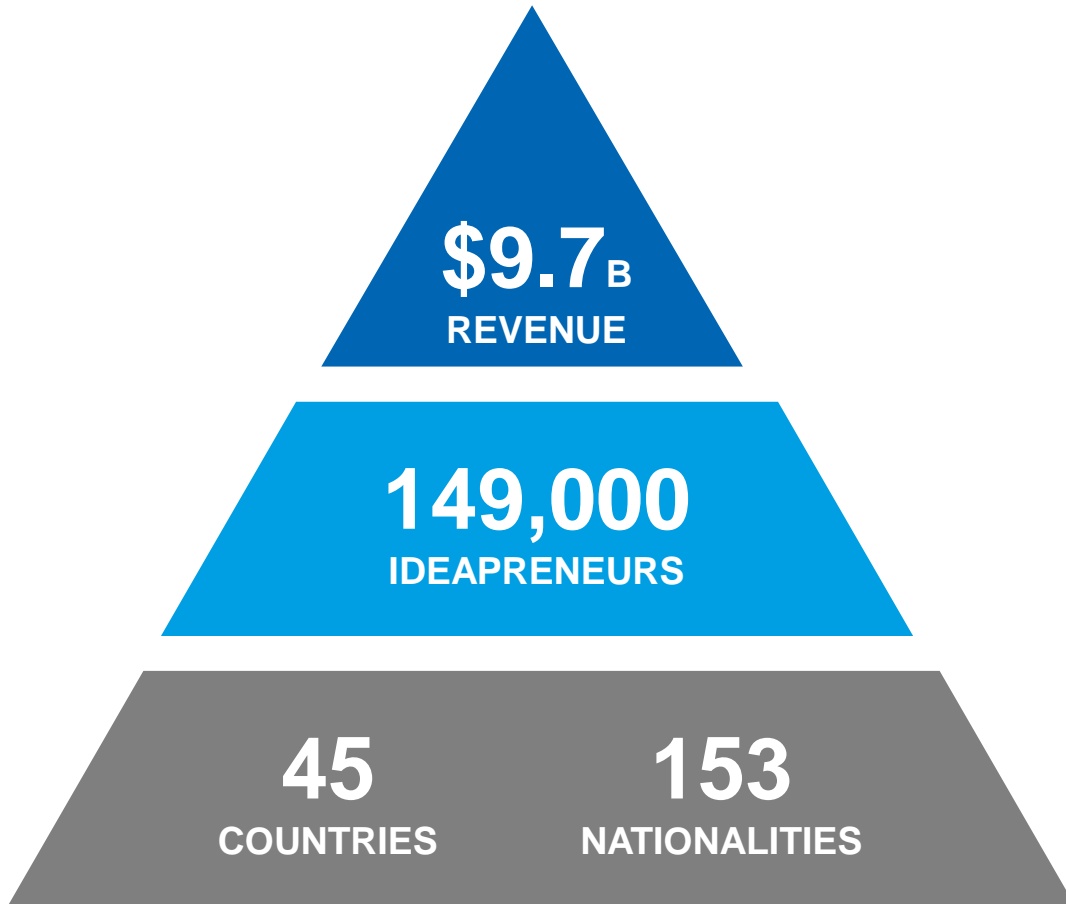 $9.7B
REVENUE
149,000
IDEAPRENEURS
45 153
COUNTRIES NATIONALITIES